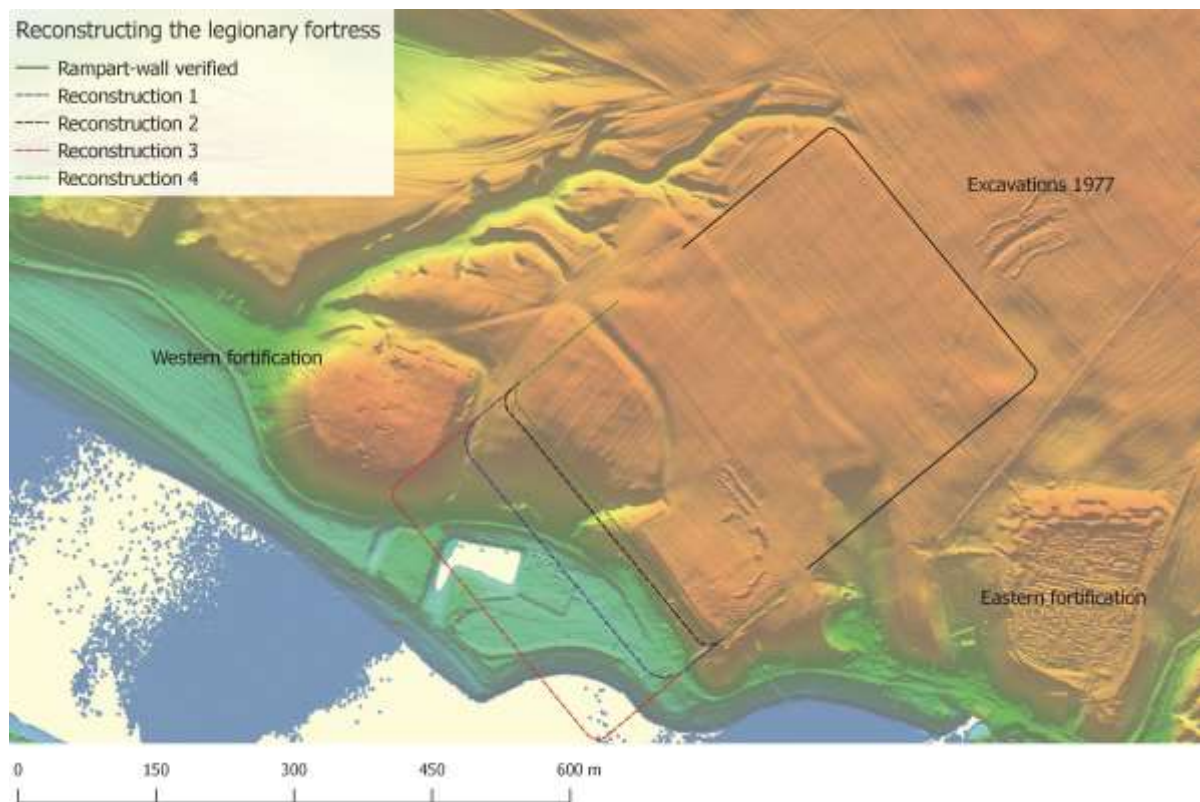 Reconstructing the legionary fortress
Rampart-wall verified
Reconstruction 1
Reconstruction 2
Reconstruction 3
Reconstruction 4
Excavations 1977
Western fortification
Eastern fortification
0 150 300 450 600 m